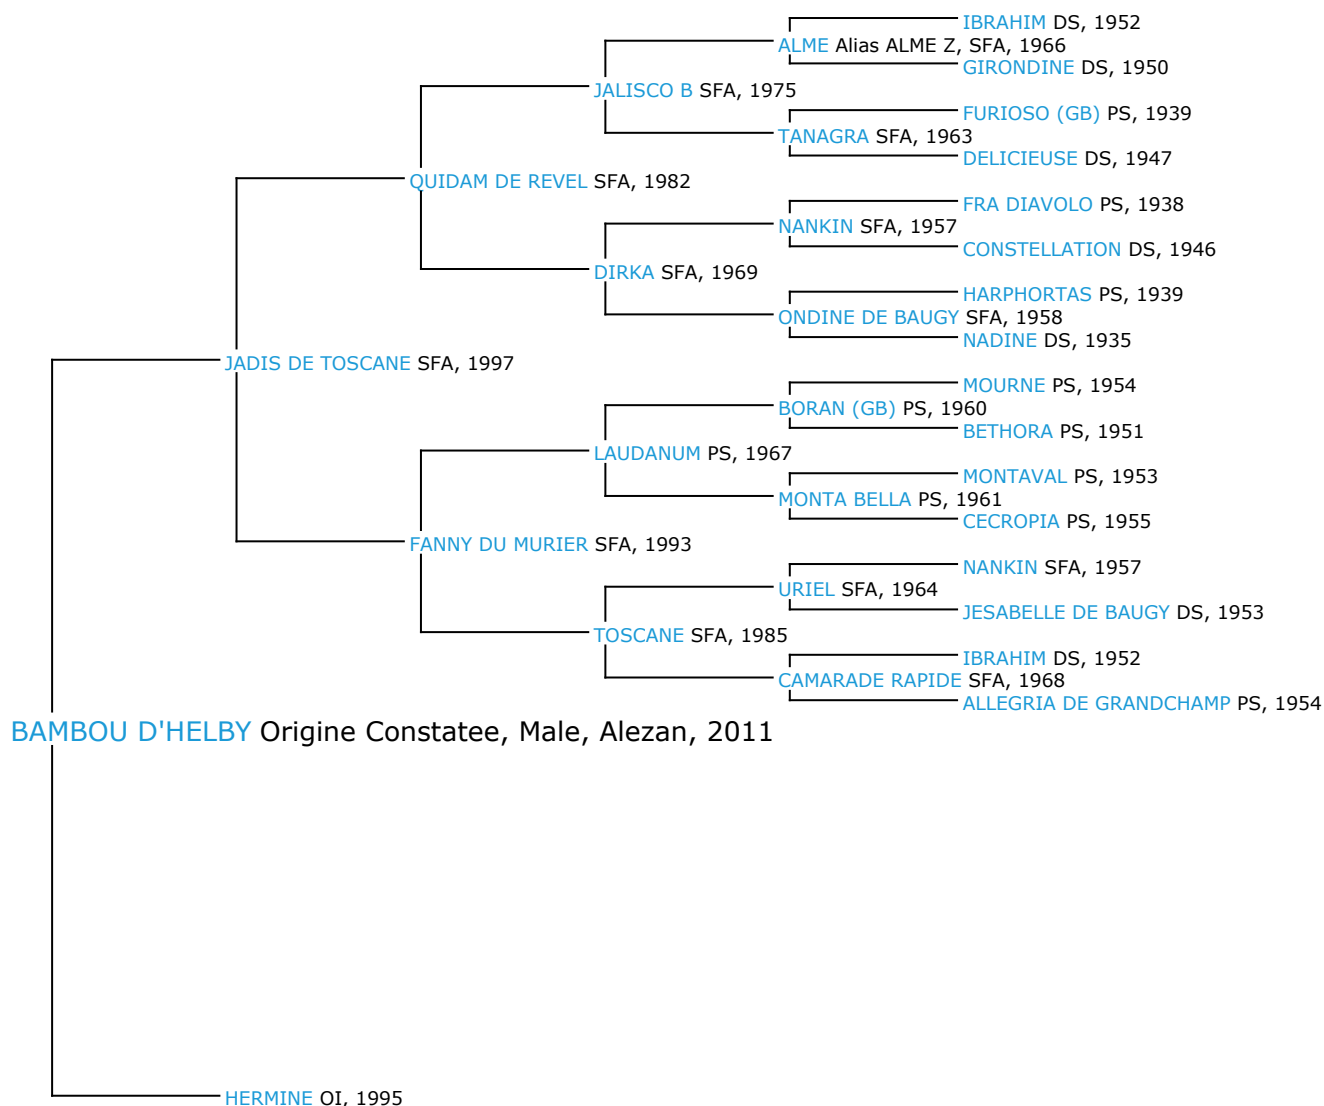 IBRAHIM DS, 1952
ALME Alias ALME Z, SFA, 1966
GIRONDINE DS, 1950
JALISCO B SFA, 1975
FURIOSO (GB) PS, 1939
TANAGRA SFA, 1963
DELICIEUSE DS, 1947
QUIDAM DE REVEL SFA, 1982
FRA DIAVOLO PS, 1938
NANKIN SFA, 1957
CONSTELLATION DS, 1946
DIRKA SFA, 1969
HARPHORTAS PS, 1939
ONDINE DE BAUGY SFA, 1958
NADINE DS, 1935
JADIS DE TOSCANE SFA, 1997
MOURNE PS, 1954
BORAN (GB) PS, 1960
BETHORA PS, 1951
LAUDANUM PS, 1967
MONTAVAL PS, 1953
MONTA BELLA PS, 1961
CECROPIA PS, 1955
FANNY DU MURIER SFA, 1993
NANKIN SFA, 1957
URIEL SFA, 1964
JESABELLE DE BAUGY DS, 1953
TOSCANE SFA, 1985
IBRAHIM DS, 1952
CAMARADE RAPIDE SFA, 1968
ALLEGRIA DE GRANDCHAMP PS, 1954
BAMBOU D'HELBY Origine Constatee, Male, Alezan, 2011
HERMINE OI, 1995